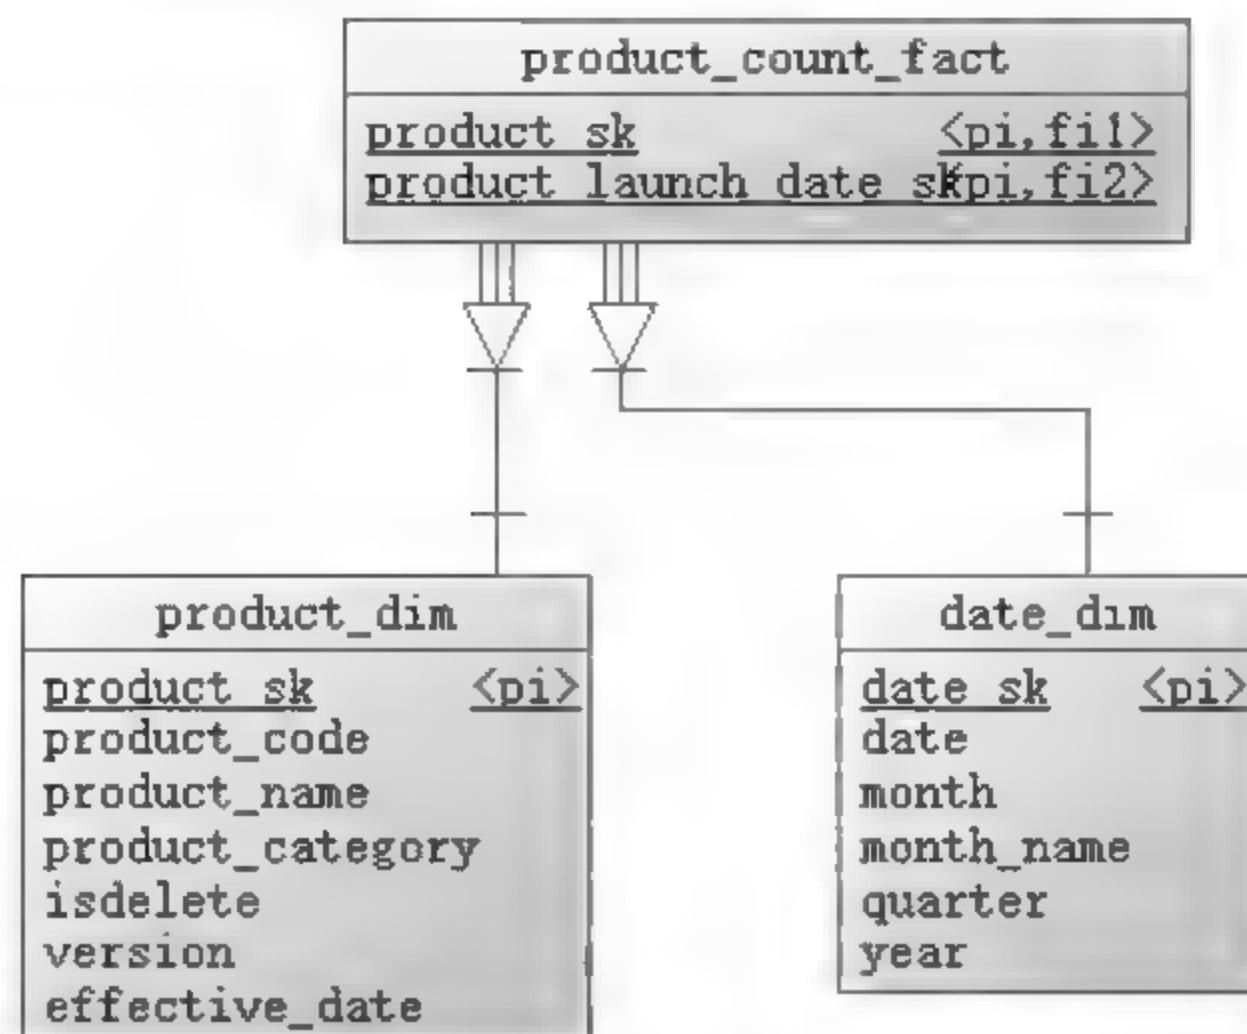 product_count_fact
product_sk <pi,fi1>
product_launch_date_sk<pi,fi2>
product_dim
product_sk <pi>
product_code
product_name
product_category
isdelete
version
effective_date
date_dim
date_sk <pi>
date
month
month_name
quarter
year